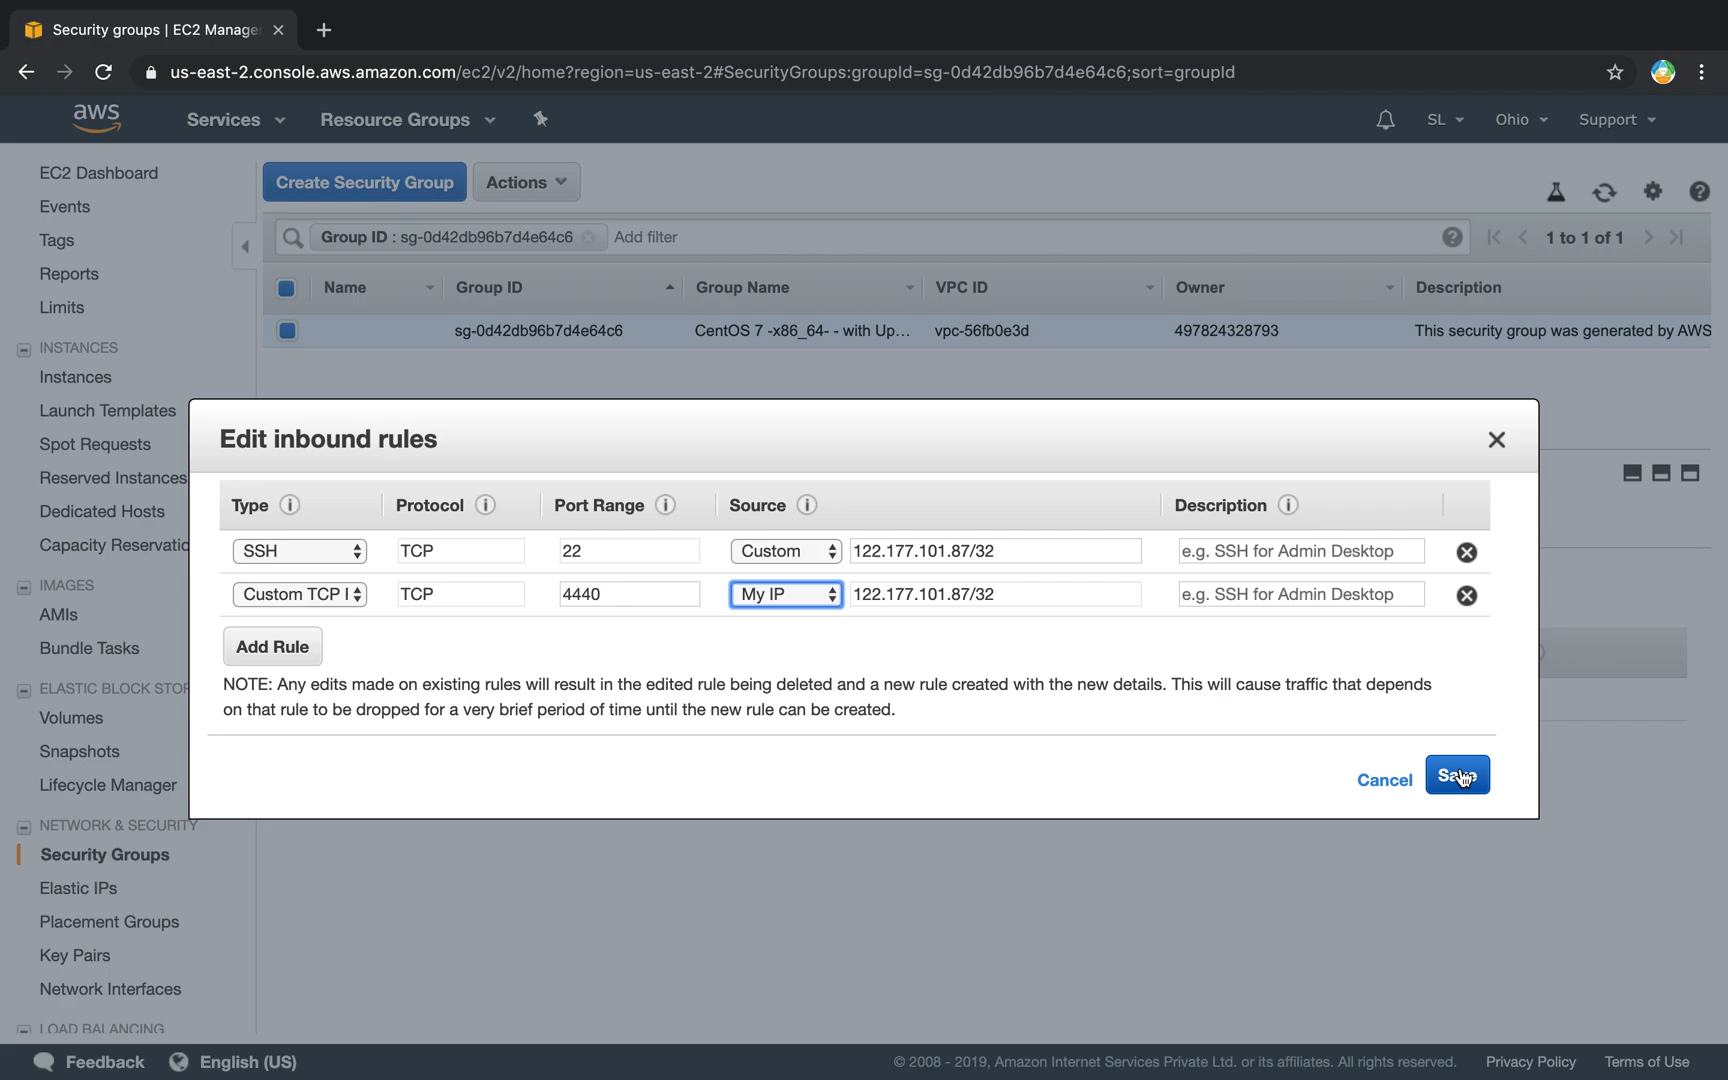 Security groups | EC2 Manage
us-east-2.console.aws.amazon.com/ec2/v2/home?region=us-east-2#SecurityGroups:groupId=sg-0d42db96b7d4e64c6;sort=groupId
aws Services Resource Groups SL Ohio Support
EC2 Dashboard
Events
Tags
Reports
Limits
INSTANCES
Instances
Launch Templates
Spot Requests
Reserved Instances
Dedicated Hosts
Capacity Reservatio
IMAGES
AMIs
Bundle Tasks
ELASTIC BLOCK STOR
Volumes
Snapshots
Lifecycle Manager
NETWORK & SECURITY
Security Groups
Elastic IPs
Placement Groups
Key Pairs
Network Interfaces
LOAD BALANCING
Create Security Group Actions
Group ID : sg-0d42db96b7d4e64c6 Add filter 1 to 1 of 1
Name Group ID Group Name VPC ID Owner Description
sg-0d42db96b7d4e64c6 CentOS 7 -x86_64- - with Up... vpc-56fb0e3d 497824328793 This security group was generated by AWS
Edit inbound rules
Type Protocol Port Range Source Description
SSH TCP 22 Custom 122.177.101.87/32 e.g. SSH for Admin Desktop
Custom TCP I TCP 4440 My IP 122.177.101.87/32 e.g. SSH for Admin Desktop
Add Rule
NOTE: Any edits made on existing rules will result in the edited rule being deleted and a new rule created with the new details. This will cause traffic that depends
on that rule to be dropped for a very brief period of time until the new rule can be created.
Cancel Save
Feedback English (US) © 2008 - 2019, Amazon Internet Services Private Ltd. or its affiliates. All rights reserved. Privacy Policy Terms of Use